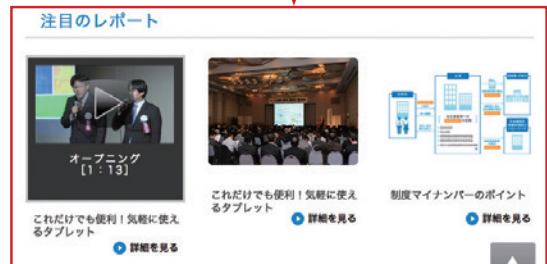 注目のレポート
オープニング
[1:13]
これだけでも便利！気軽に使え
るタブレット
詳細を見る
これだけでも便利！気軽に使え
るタブレット
詳細を見る
制度マイナンバーのポイント
詳細を見る